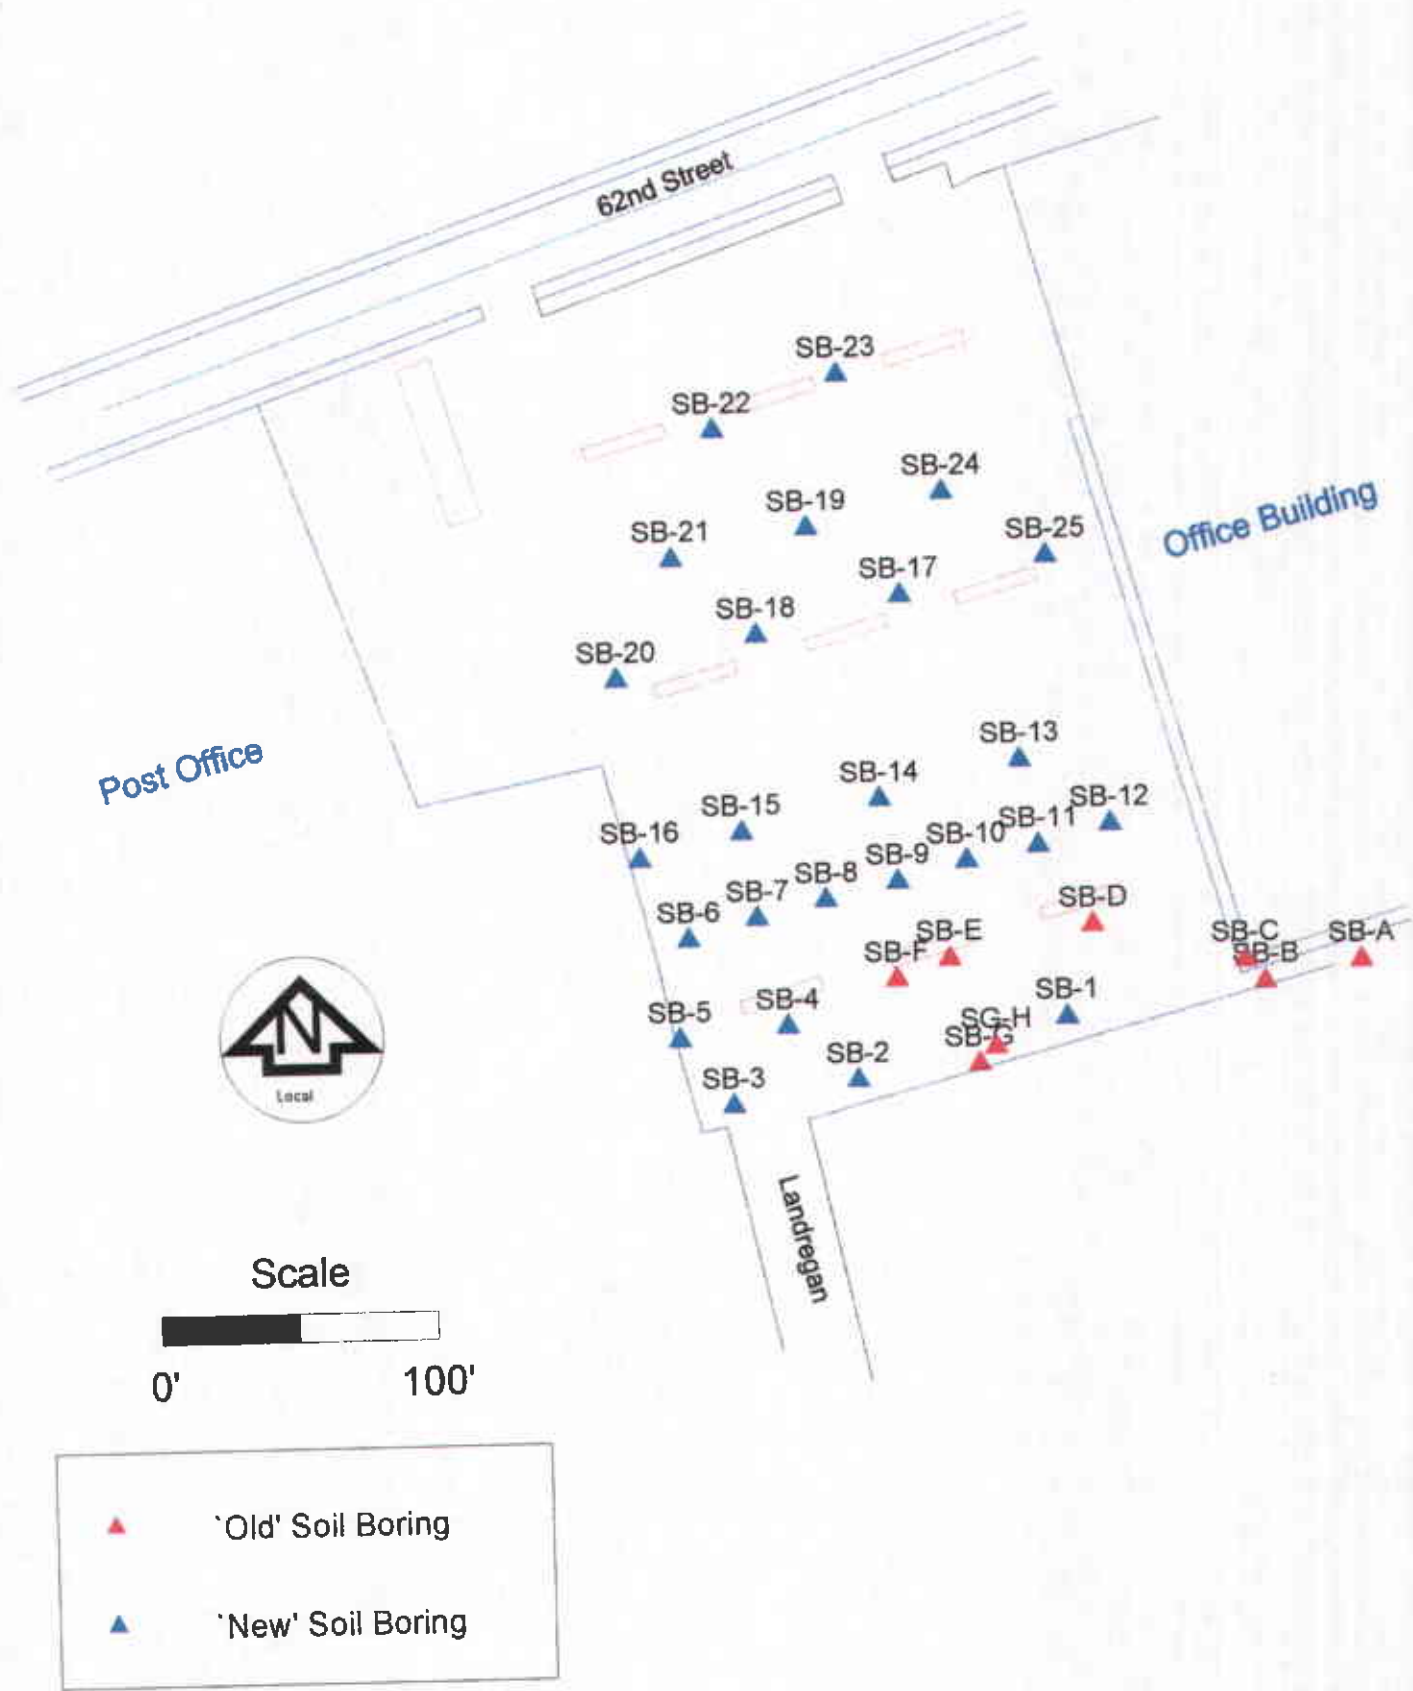 62nd Street
SB-23
SB-22
SB-24
SB-19
SB-21
SB-25
Office Building
SB-17
SB-18
SB-20
SB-13
Post Office
SB-14
SB-12
SB-15
SB-11
SB-16
SB-10
SB-9
SB-8
SB-7
SB-6
SB-D
SB-E
SB-C
SB-A
SB-F
SB-B
SB-1
SB-4
SB-5
SG-H
SB-G
SB-2
SB-3
N
Local
Landregan
Scale
0' 100'
`Old' Soil Boring
`New' Soil Boring